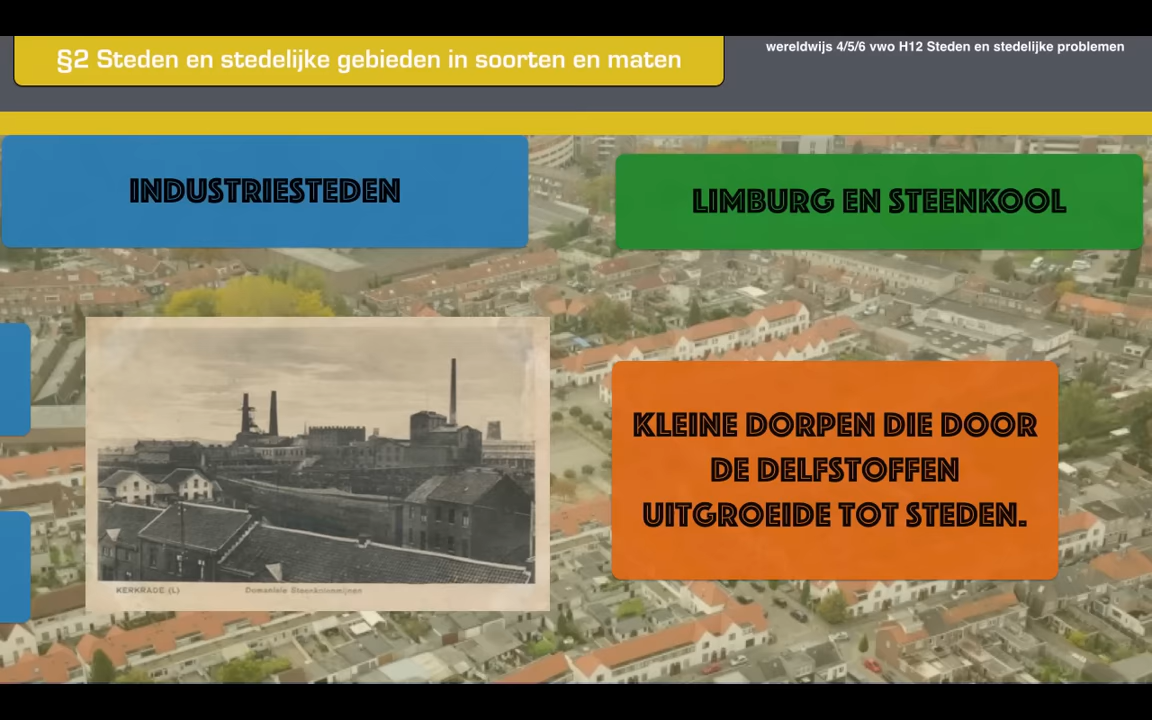 §2 Steden en stedelijke gebieden in soorten en maten
wereldwijs 4/5/6 vwo H12 Steden en stedelijke problemen
INDUSTRIESTEDEN
LIMBURG EN STEENKOOL
KLEINE DORPEN DIE DOOR
DE DELFSTOFFEN
UITGROEIDE TOT STEDEN.
KERKRADE (L) Domaniale Steenkolenmijnen